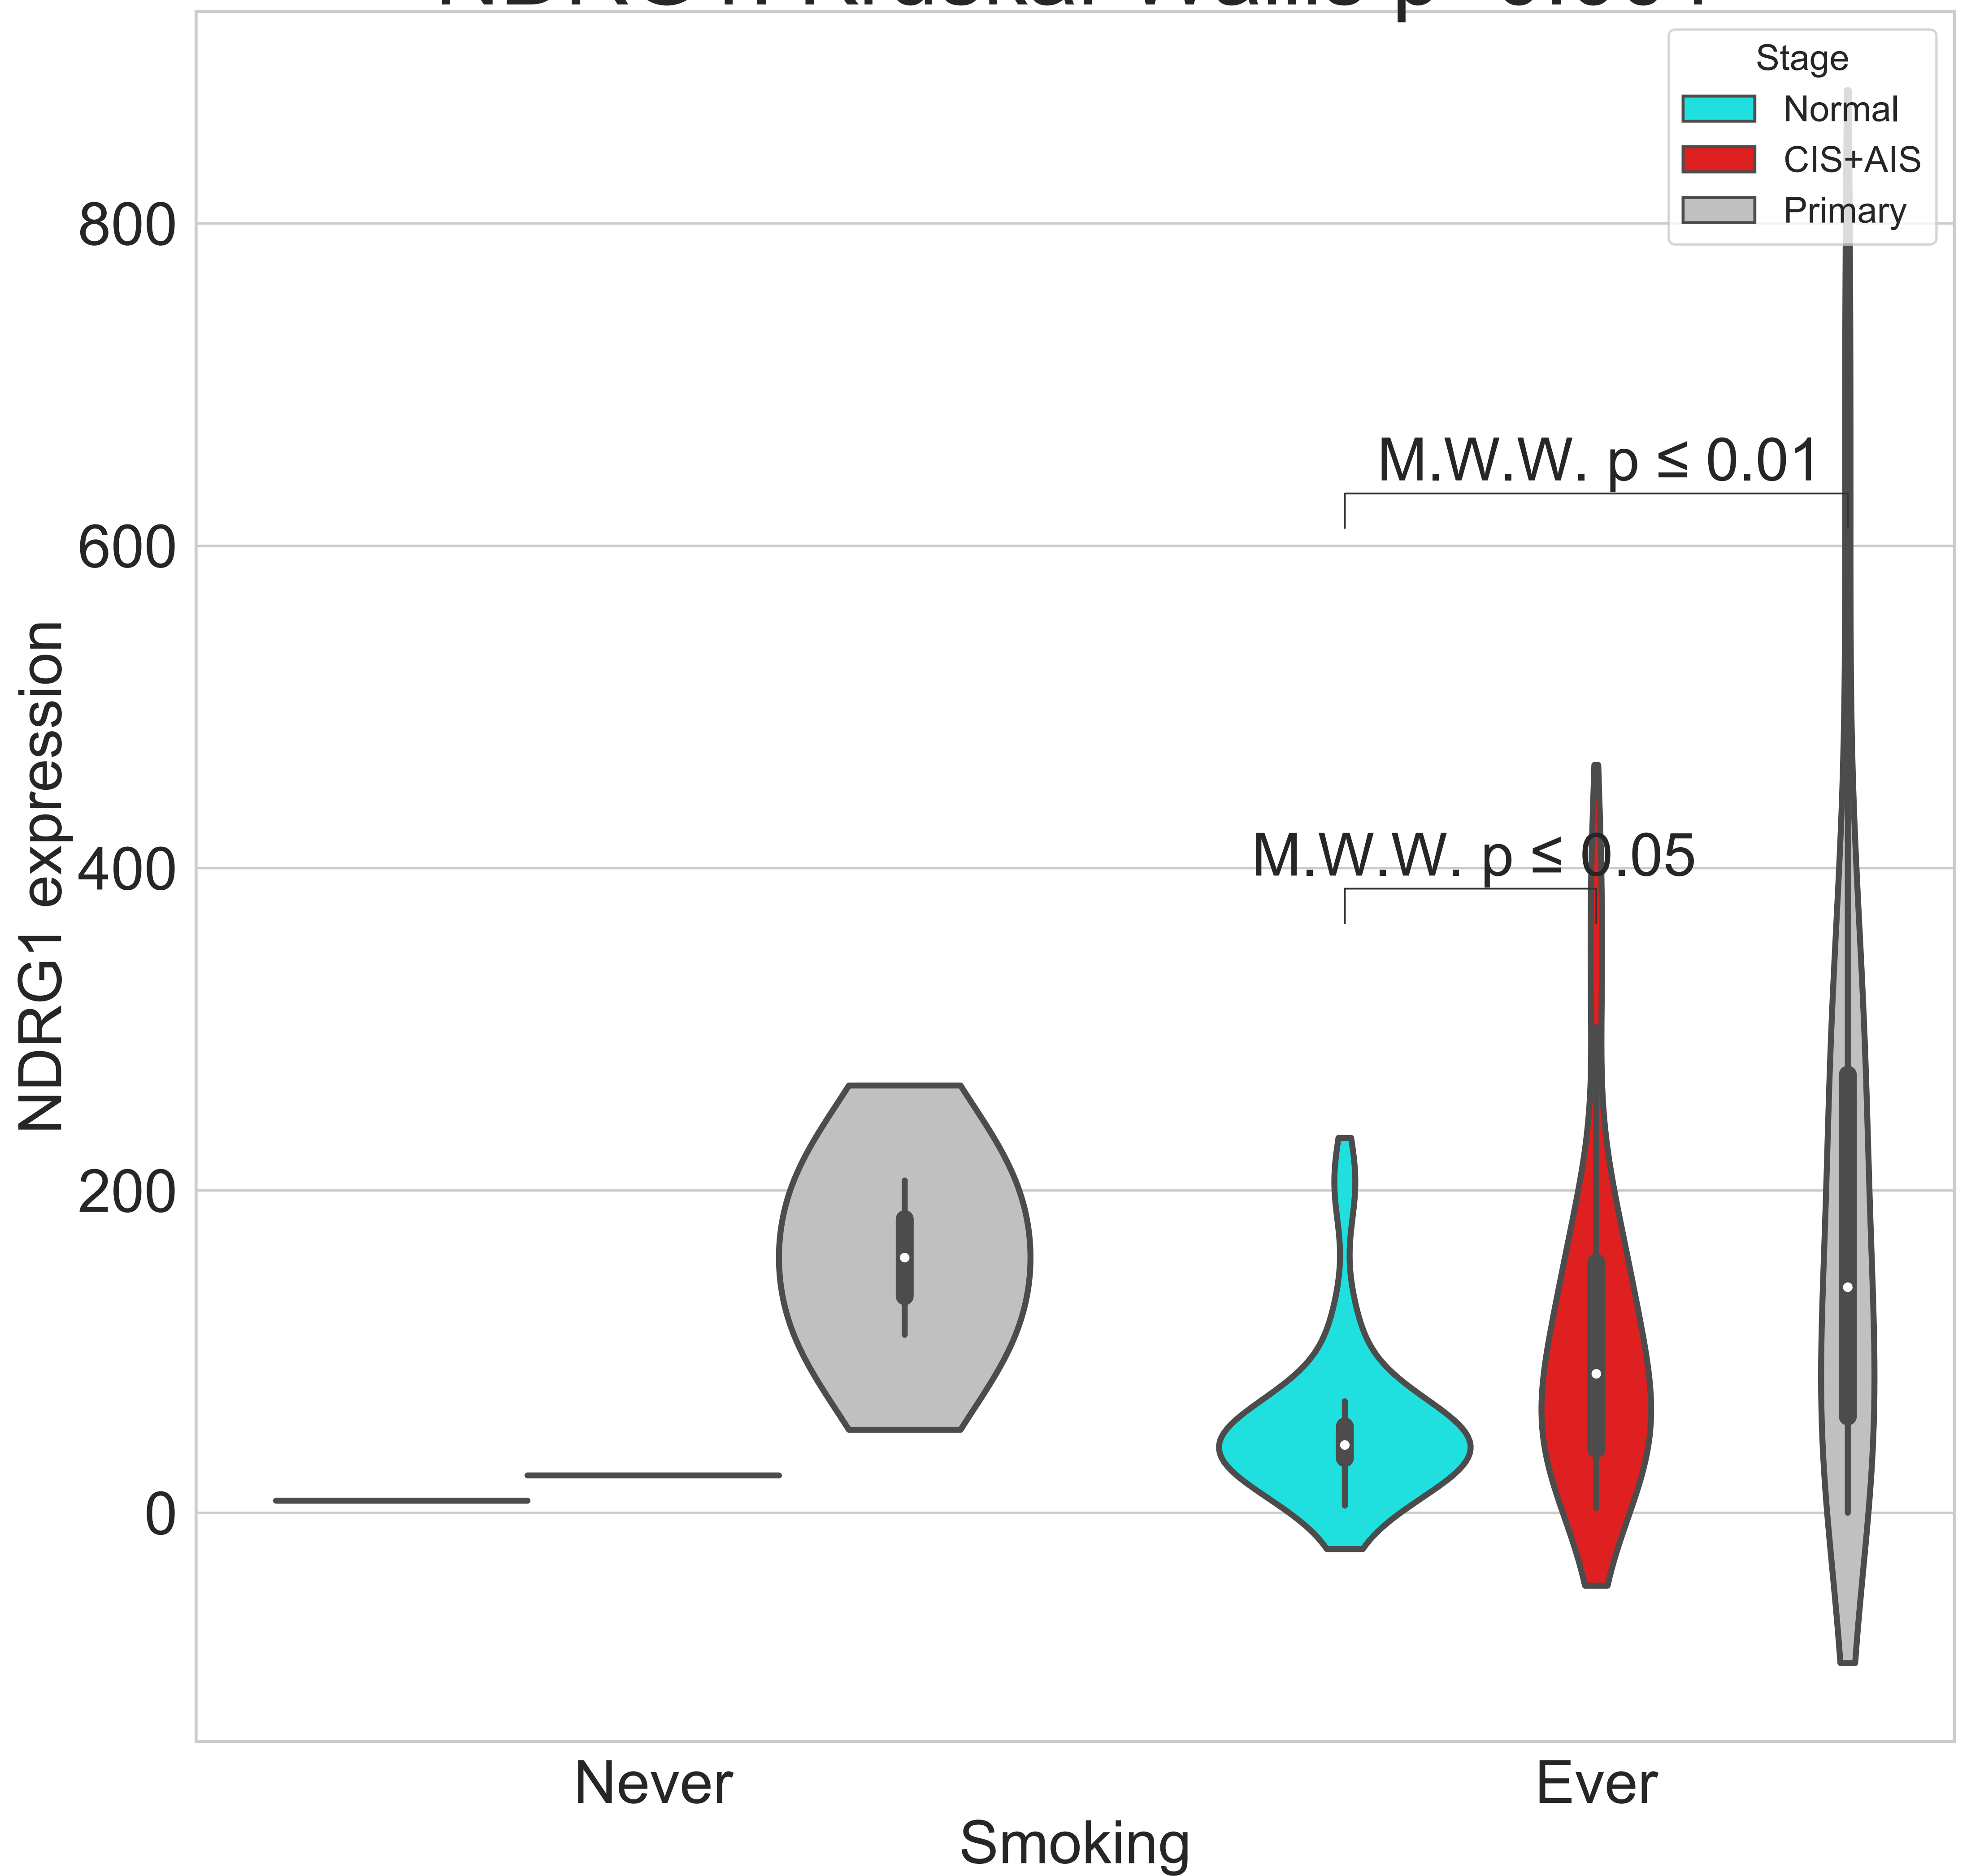 Stage
Normal
CIS+AIS
Primary
800
600
400
200
0
NDRG1 expression
M.W.W. p ≤ 0.01
M.W.W. p ≤ 0.05
Never
Ever
Smoking